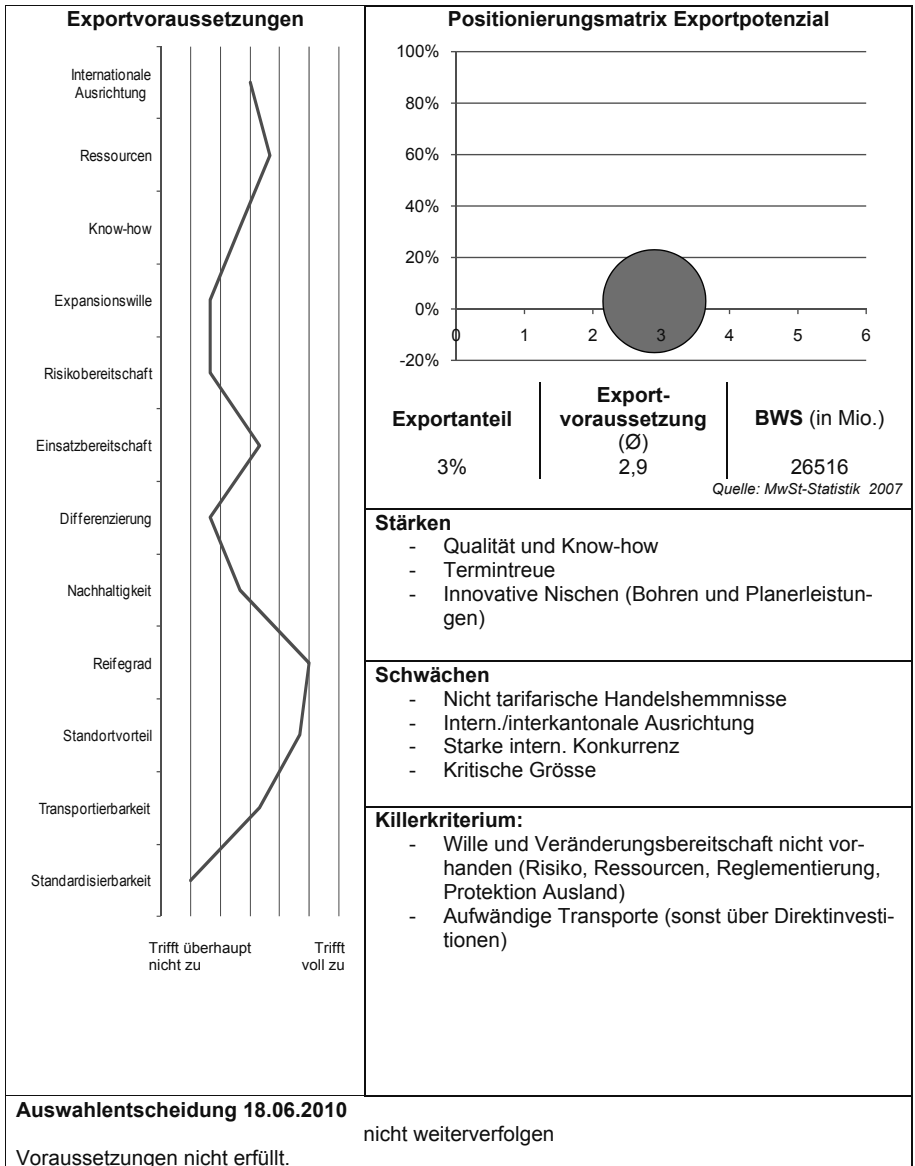 Exportvoraussetzungen
Internationale
Ausrichtung
Ressourcen
Know-how
Expansionswille
Risikobereitschaft
Einsatzbereitschaft
Differenzierung
Nachhaltigkeit
Reifegrad
Standortvorteil
Transportierbarkeit
Standardisierbarkeit
Trifft überhaupt
nicht zu
Trifft
voll zu
Positionierungsmatrix Exportpotenzial
100%
80%
60%
40%
20%
0%
-20%
0 1 2 3 4 5 6
Exportanteil
Export-
voraussetzung
(Ø)
BWS (in Mio.)
3% 2,9 26516
Quelle: MwSt-Statistik 2007
Stärken
- Qualität und Know-how
- Termintreue
- Innovative Nischen (Bohren und Planerleistun-
gen)
Schwächen
- Nicht tarifarische Handelshemmnisse
- Intern./interkantonale Ausrichtung
- Starke intern. Konkurrenz
- Kritische Grösse
Killerkriterium:
- Wille und Veränderungsbereitschaft nicht vor-
handen (Risiko, Ressourcen, Reglementierung,
Protektion Ausland)
- Aufwändige Transporte (sonst über Direktinvesti-
tionen)
Auswahlentscheidung 18.06.2010
nicht weiterverfolgen
Voraussetzungen nicht erfüllt.